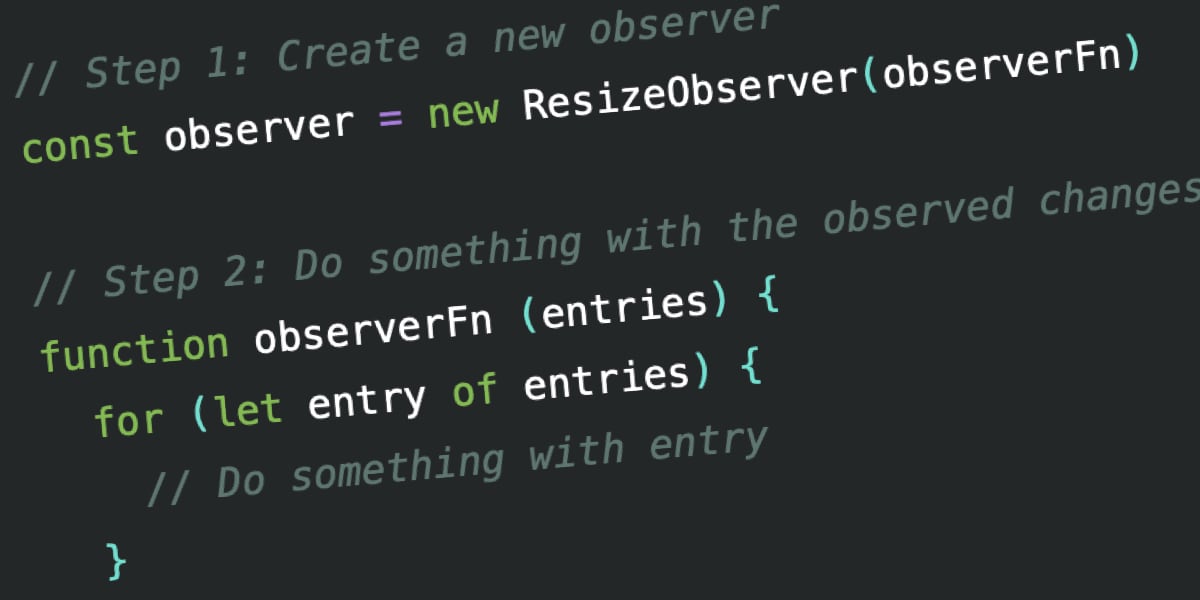 // Step 1: Create a new observer
const observer = new ResizeObserver(observerFn)
// Step 2: Do something with the observed changes
function observerFn (entries) {
for (let entry of entries) {
// Do something with entry
}